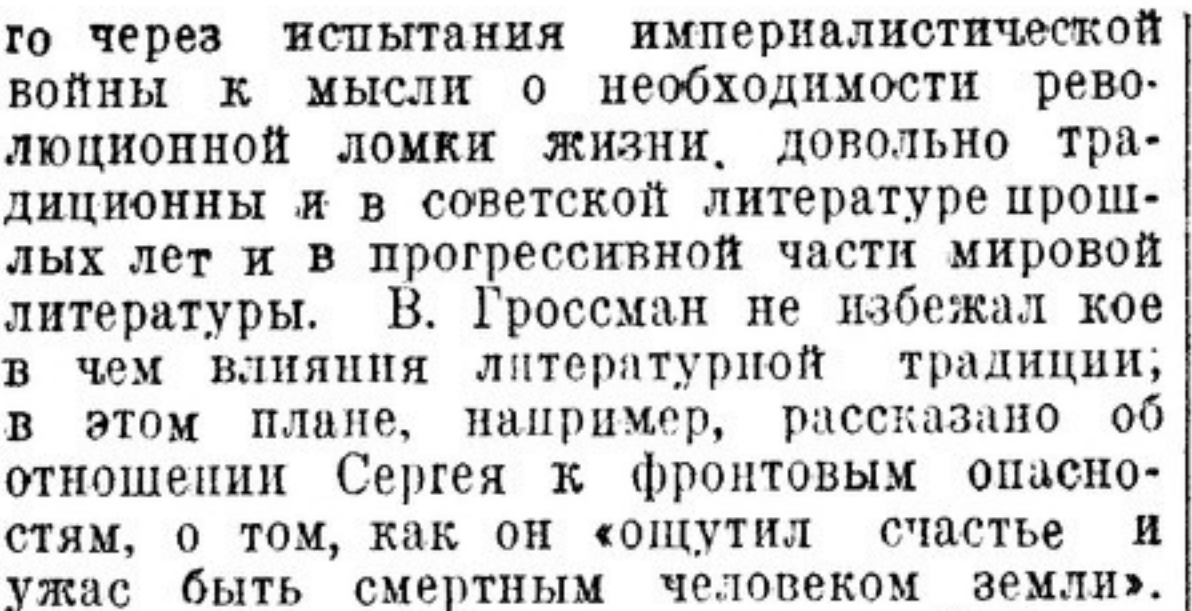 го через испытания империалистической
войны к мысли о необходимости рево-
люционной ломки жизни, довольно тра-
диционны и в советской литературе прош-
лых лет и в прогрессивной части мировой
литературы. В. Гроссман не избежал кое
в чем влияния литературной традиции;
в этом плане, например, рассказано об
отношении Сергея к фронтовым опасно-
стям, о том, как он «ощутил счастье и
ужас быть смертным человеком земли».